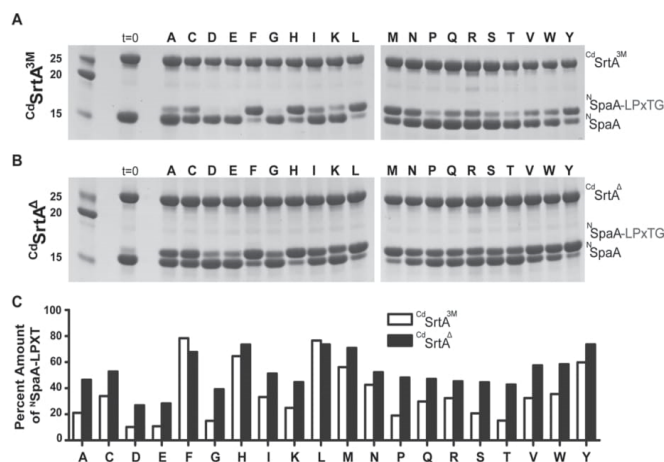 A
t=0 A C D E F G H I K L M N P Q R S T V W Y
25
20
15
CdSrtA3M
CdSrtA3M
NSpaA-LPxTG
NSpaA
B
t=0 A C D E F G H I K L M N P Q R S T V W Y
25
20
15
CdSrtAΔ
CdSrtAΔ
NSpaA-LPxTG
NSpaA
C
Percent Amount
of NSpaA-LPXT
100
80
60
40
20
0
CdSrtA3M
CdSrtAΔ
A C D E F G H I K L M N P Q R S T V W Y